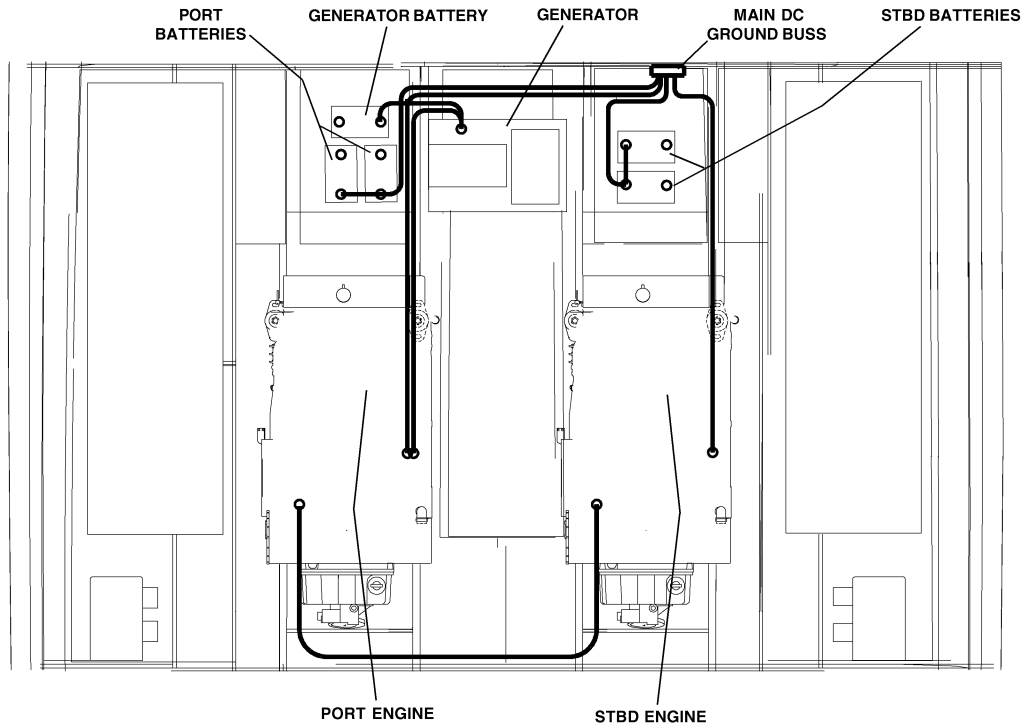 PORT
BATTERIES
GENERATOR BATTERY
GENERATOR
MAIN DC
GROUND BUSS
STBD BATTERIES
PORT ENGINE
STBD ENGINE